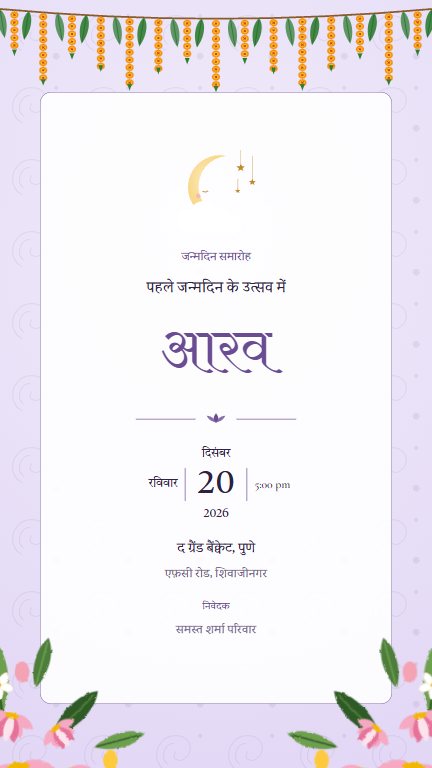 जन्मदिन समारोह
पहले जन्मदिन के उत्सव में
आरव
दिसंबर
रविवार 20 5:00 pm
2026
द ग्रैंड बैंक्वेट, पुणे
एफ़सी रोड, शिवाजीनगर
निवेदक
समस्त शर्मा परिवार